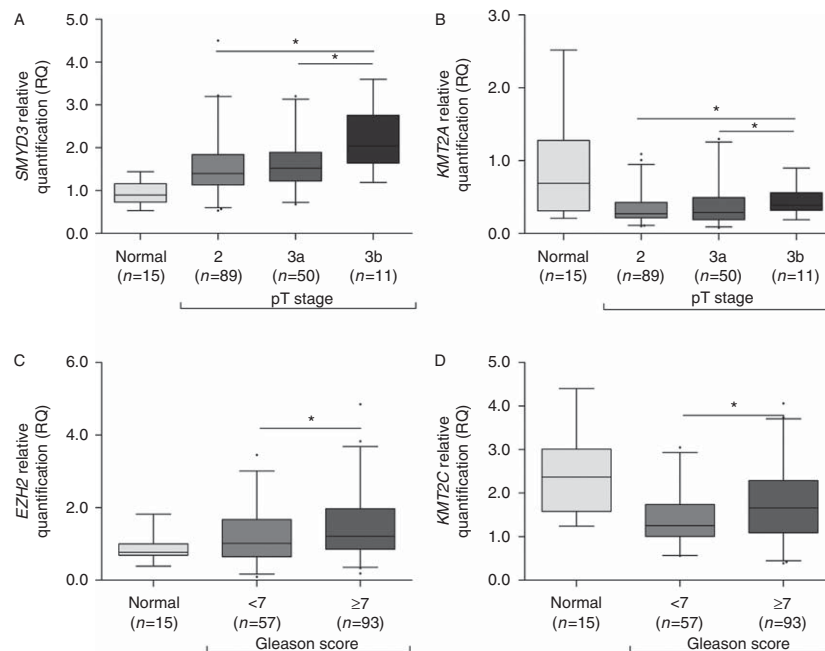 A
SMYD3 relative
quantification (RQ)
5.0
4.0
3.0
2.0
1.0
0.0
*
*
Normal
(n=15)
2
(n=89)
3a
(n=50)
3b
(n=11)
pT stage
B
KMT2A relative
quantification (RQ)
3.0
2.0
1.0
0.0
*
*
Normal
(n=15)
2
(n=89)
3a
(n=50)
3b
(n=11)
pT stage
C
EZH2 relative
quantification (RQ)
6.0
4.0
2.0
0.0
*
Normal
(n=15)
<7
(n=57)
≥7
(n=93)
Gleason score
D
KMT2C relative
quantification (RQ)
5.0
4.0
3.0
2.0
1.0
0.0
*
Normal
(n=15)
<7
(n=57)
≥7
(n=93)
Gleason score